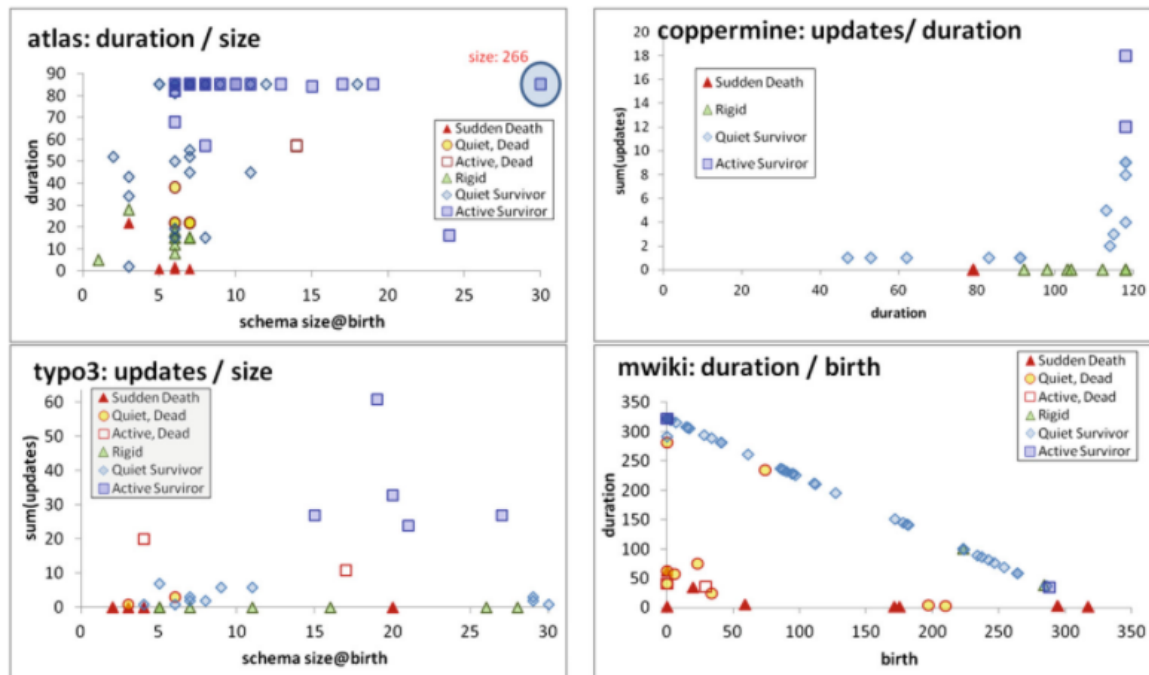 atlas: duration / size
size: 266
90
80
70
60
50
40
30
20
10
0
duration
Sudden Death
Quiet, Dead
Active, Dead
Rigid
Quiet Survivor
Active Surviror
0 5 10 15 20 25 30
schema size@birth
coppermine: updates/ duration
20
18
16
14
12
10
8
6
4
2
0
sum(updates)
Sudden Death
Rigid
Quiet Survivor
Active Surviror
0 20 40 60 80 100 120
duration
typo3: updates / size
60
50
40
30
20
10
0
sum(updates)
Sudden Death
Quiet, Dead
Active, Dead
Rigid
Quiet Survivor
Active Surviror
0 5 10 15 20 25 30
schema size@birth
mwiki: duration / birth
350
300
250
200
150
100
50
0
duration
Sudden Death
Quiet, Dead
Active, Dead
Rigid
Quiet Survivor
Active Surviror
0 50 100 150 200 250 300 350
birth